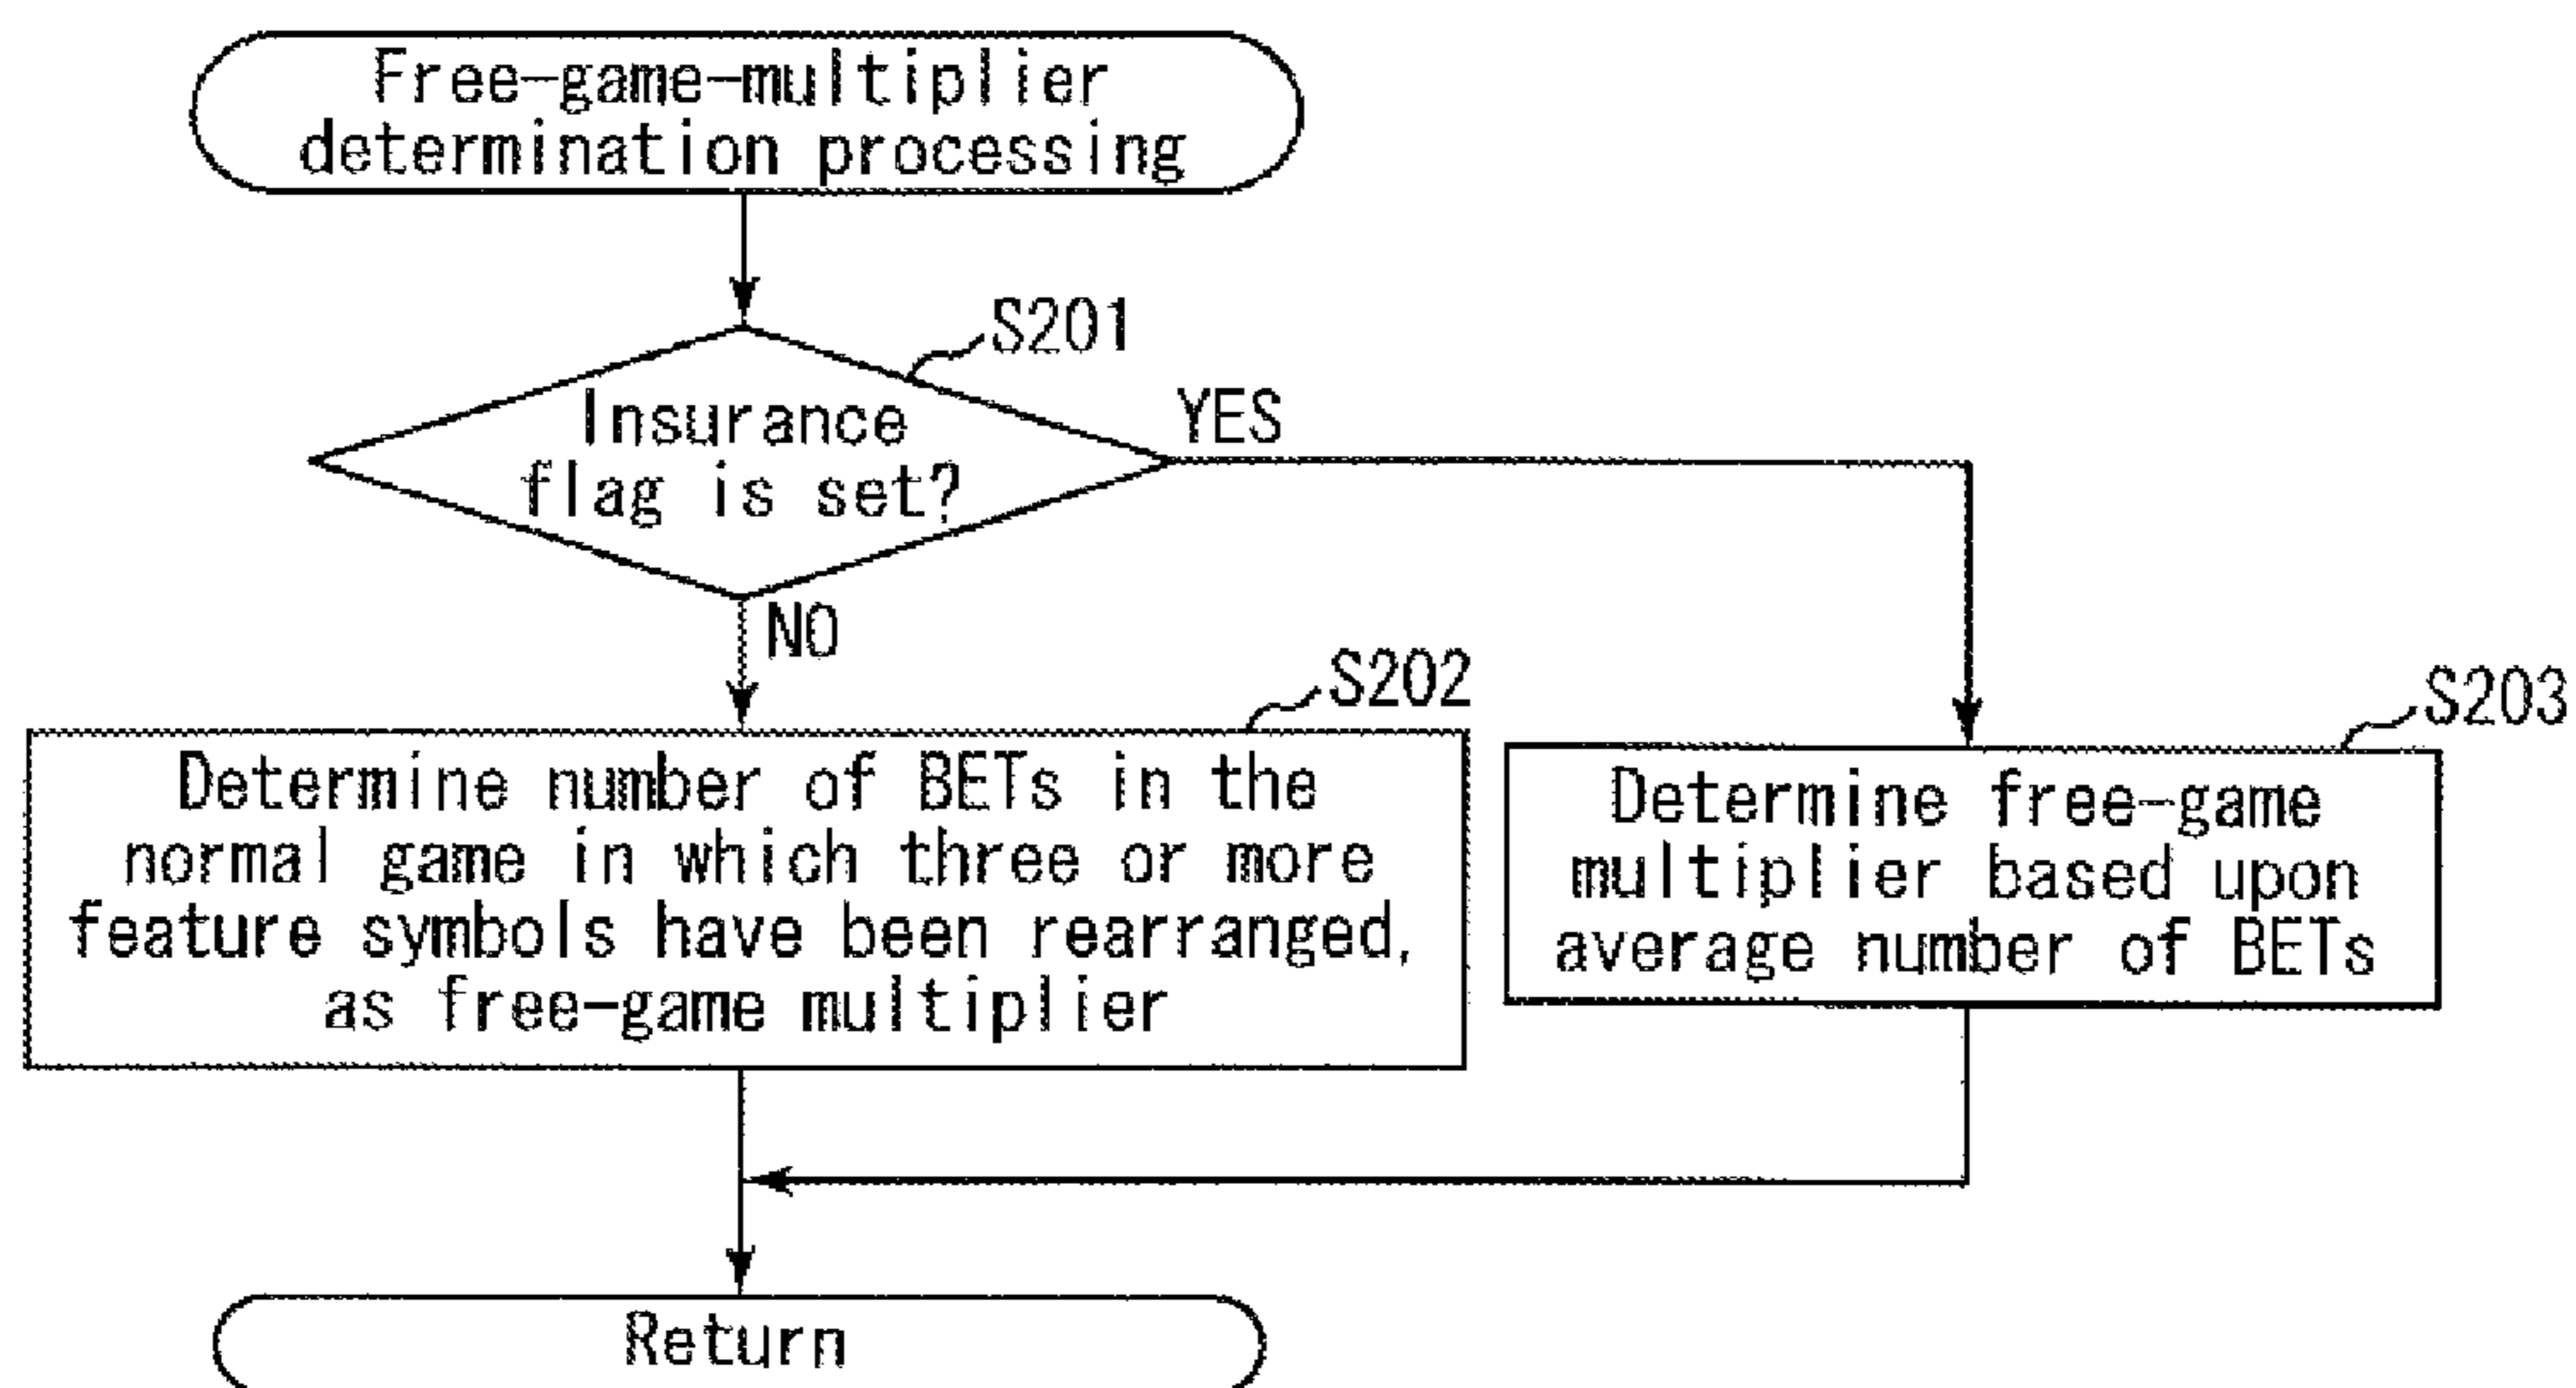 Free-game-multiplier
determination processing
S201
Insurance
flag is set?
YES
NO
S202
Determine number of BETs in the
normal game in which three or more
feature symbols have been rearranged,
as free-game multiplier
S203
Determine free-game
multiplier based upon
average number of BETs
Return